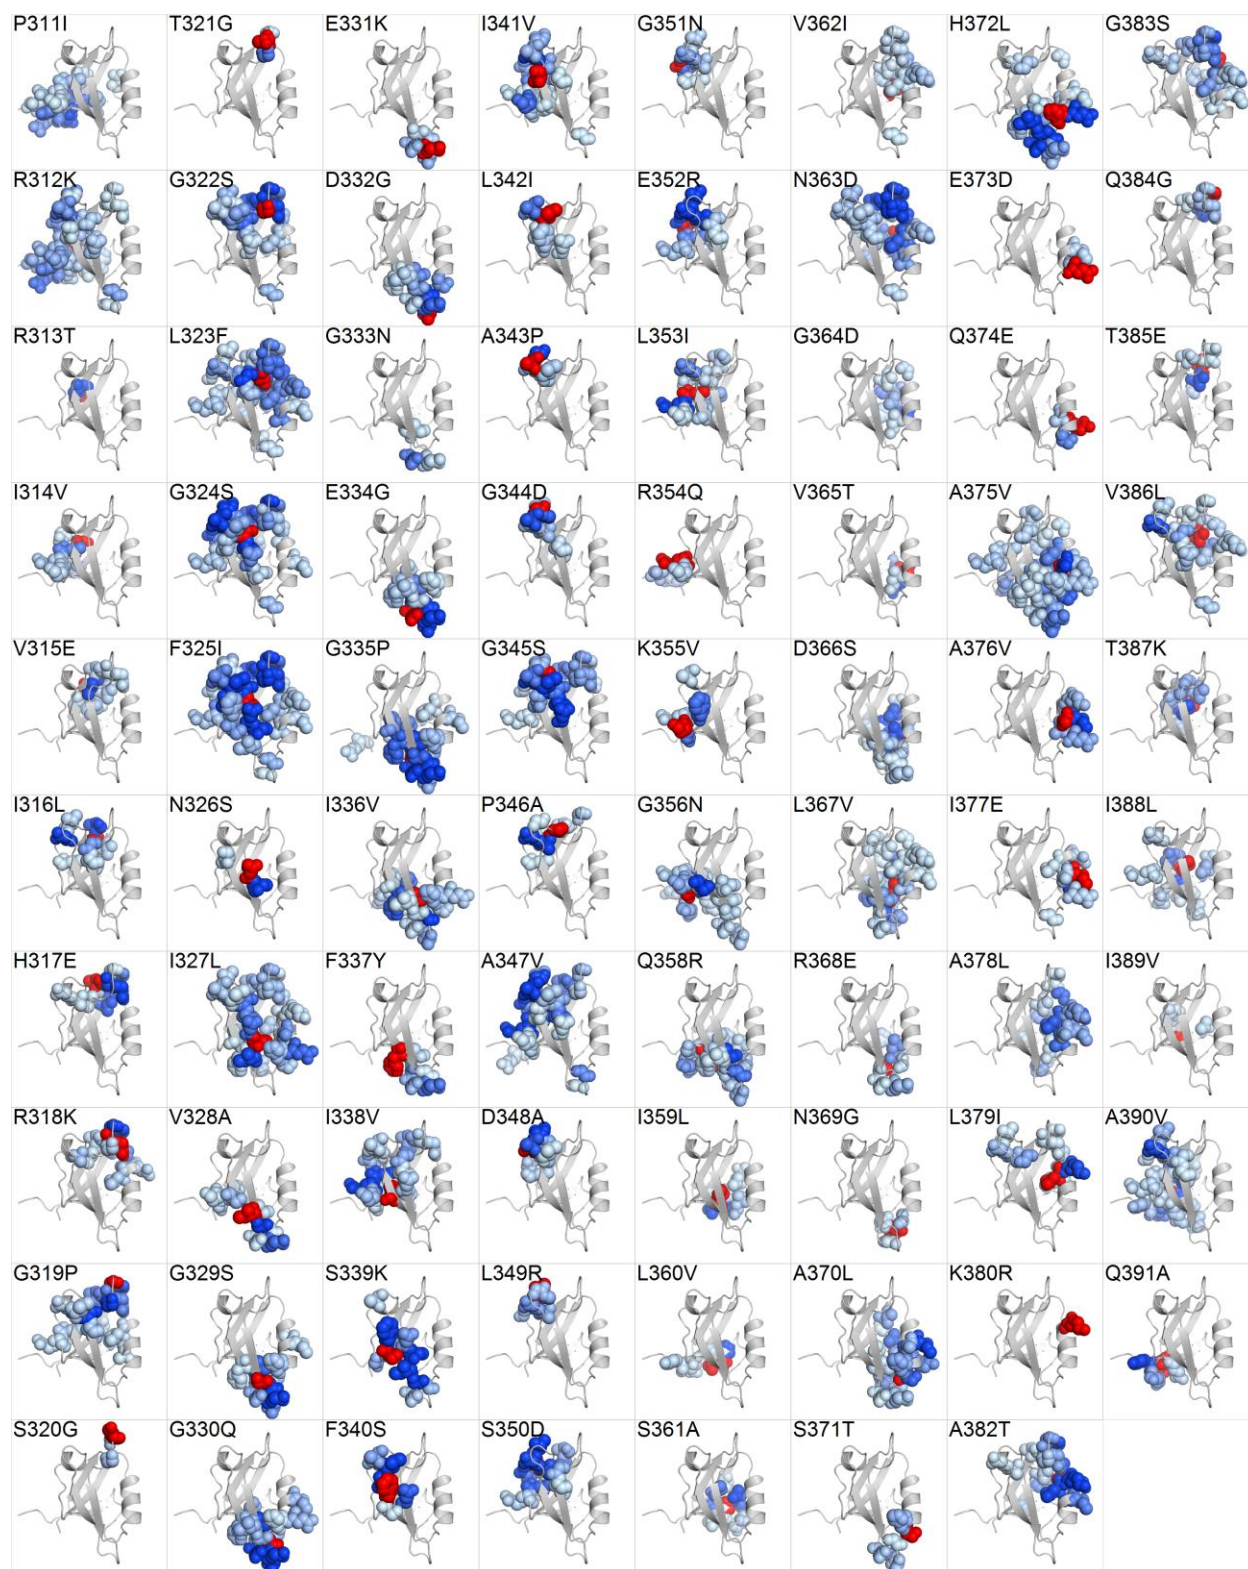 P311I T321G E331K I341V G351N V362I H372L G383S
R312K G322S D332G L342I E352R N363D E373D Q384G
R313T L323F G333N A343P L353I G364D Q374E T385E
I314V G324S E334G G344D R354Q V365T A375V V386L
V315E F325I G335P G345S K355V D366S A376V T387K
I316L N326S I336V P346A G356N L367V I377E I388L
H317E I327L F337Y A347V Q358R R368E A378L I389V
R318K V328A I338V D348A I359L N369G L379I A390V
G319P G329S S339K L349R L360V A370L K380R Q391A
S320G G330Q F340S S350D S361A S371T A382T